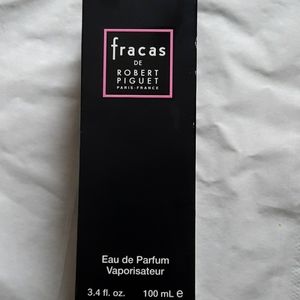 fracas
DE
ROBERT
PIGUET
PARIS-FRANCE
Eau de Parfum
Vaporisateur
3.4 fl. oz. 100 mL e